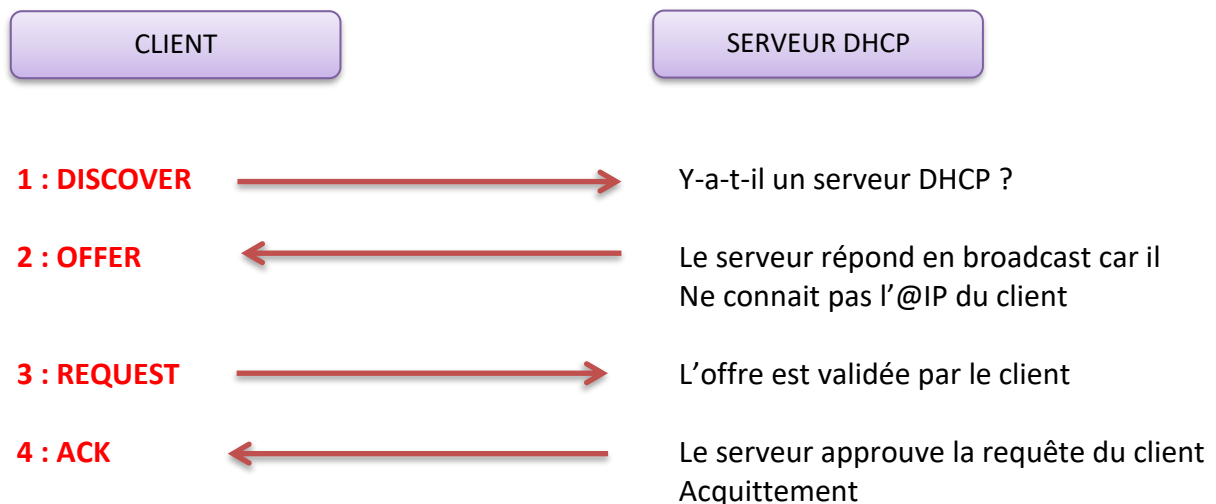 CLIENT
SERVEUR DHCP
1 : DISCOVER
Y-a-t-il un serveur DHCP ?
2 : OFFER
Le serveur répond en broadcast car il
Ne connait pas l’@IP du client
3 : REQUEST
L’offre est validée par le client
4 : ACK
Le serveur approuve la requête du client
Acquittement